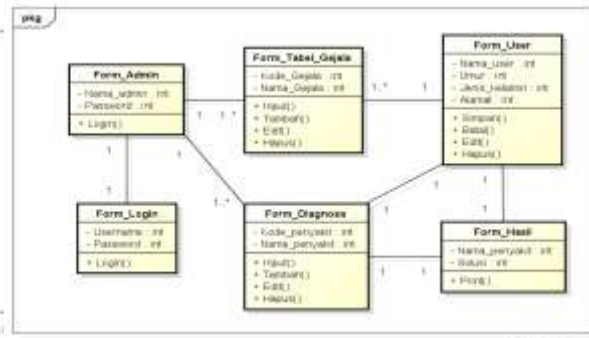 pkg
Form_Admin
- Nama_admin : int
- Password : int
+ Login()
Form_Tabel_Gejala
- Kode_Gejala : int
- Nama_Gejala : int
+ Input()
+ Tambah()
+ Edit()
+ Hapus()
Form_User
- Nama_user : int
- Umur : int
- Jenis_kelamin : int
- Alamat : int
+ Simpan()
+ Batal()
+ Edit()
+ Hapus()
1
1..*
1..*
1
1
1
1
1..*
1
1
1
1
1
1
Form_Login
- Username : int
- Password : int
+ Login()
Form_Diagnosa
- Kode_penyakit : int
- Nama_penyakit : int
+ Input()
+ Tambah()
+ Edit()
+ Hapus()
Form_Hasil
- Nama_penyakit : int
- Solusi : int
+ Print()